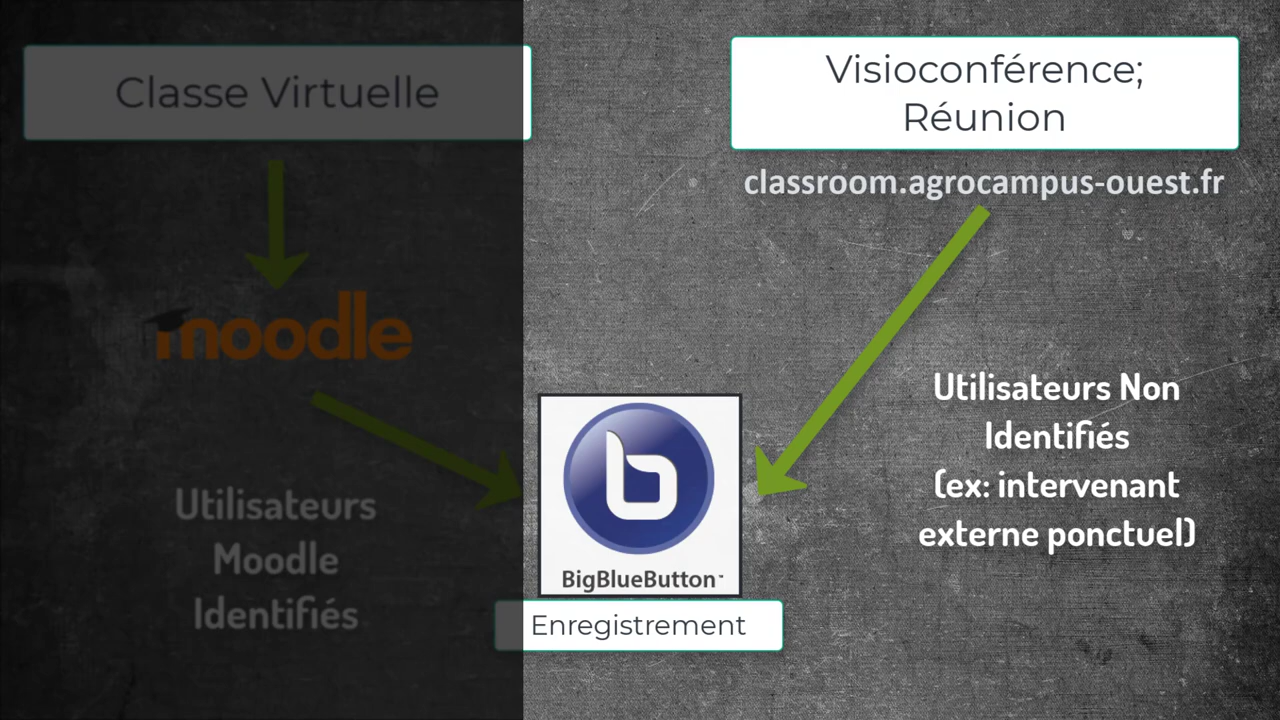 Classe Virtuelle
moodle
Utilisateurs
Moodle
Identifiés
Visioconférence;
Réunion
classroom.agrocampus-ouest.fr
Utilisateurs Non
Identifiés
(ex: intervenant
externe ponctuel)
b
BigBlueButton™
Enregistrement